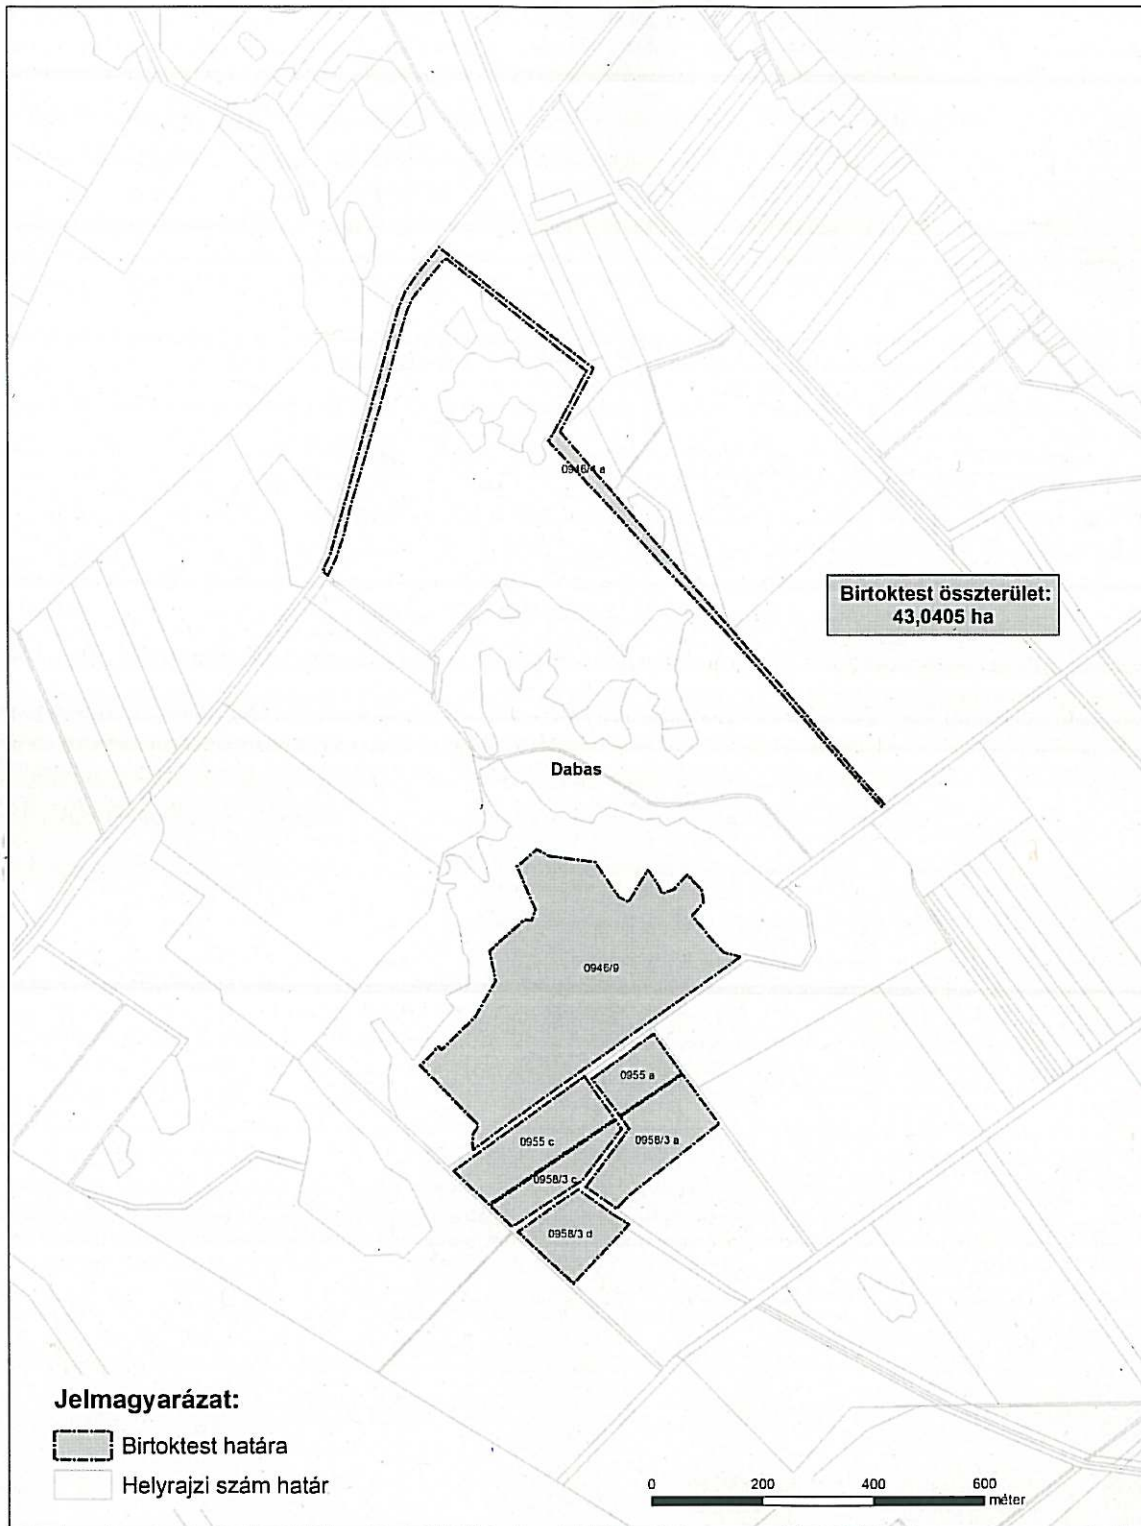 0946/4 a
Birtoktest összterület:
43,0405 ha
Dabas
0946/9
0955 a
0955 c
0958/3 a
0958/3 c
0958/3 d
Jelmagyarázat:
Birtoktest határa
Helyrajzi szám határ
0 200 400 600
méter